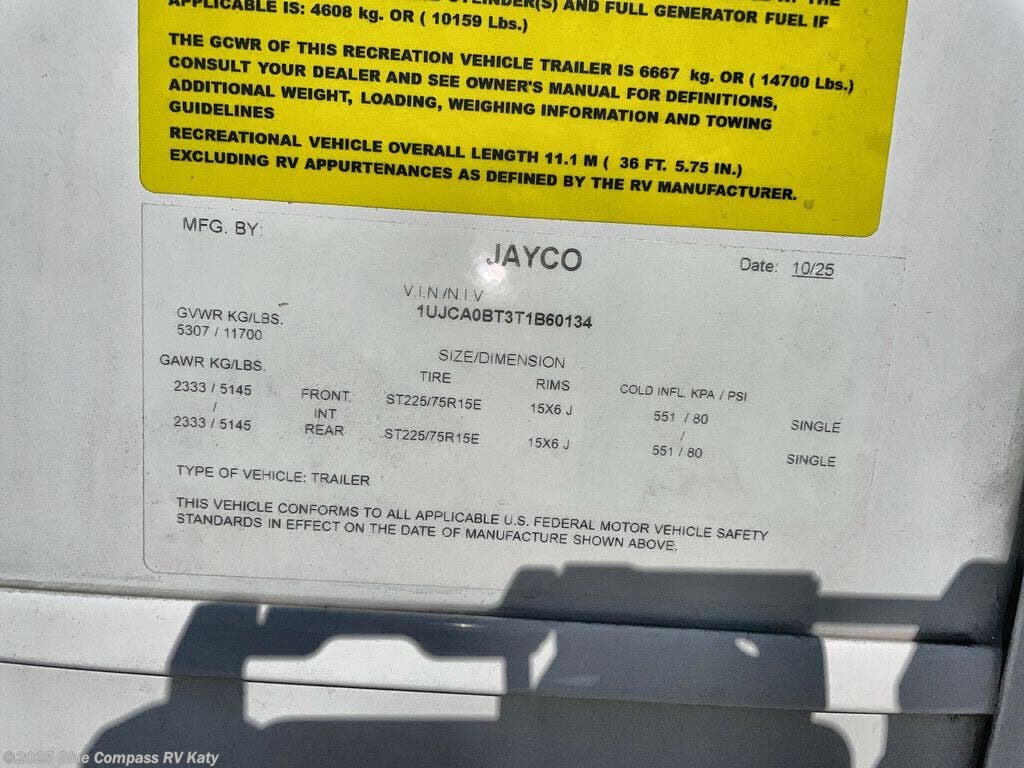 CYLINDER(S) AND FULL GENERATOR FUEL IF
APPLICABLE IS: 4608 kg. OR ( 10159 Lbs.)
THE GCWR OF THIS RECREATION VEHICLE TRAILER IS 6667 kg. OR ( 14700 Lbs.)
CONSULT YOUR DEALER AND SEE OWNER'S MANUAL FOR DEFINITIONS,
ADDITIONAL WEIGHT, LOADING, WEIGHING INFORMATION AND TOWING
GUIDELINES
RECREATIONAL VEHICLE OVERALL LENGTH 11.1 M ( 36 FT. 5.75 IN.)
EXCLUDING RV APPURTENANCES AS DEFINED BY THE RV MANUFACTURER.
MFG. BY:
JAYCO
Date: 10/25
V.I.N./N.I.V
1UJCA0BT3T1B60134
GVWR KG/LBS.
5307 / 11700
SIZE/DIMENSION
GAWR KG/LBS. TIRE RIMS COLD INFL. KPA / PSI
2333 / 5145 FRONT ST225/75R15E 15X6 J 551 / 80 SINGLE
/ INT /
2333 / 5145 REAR ST225/75R15E 15X6 J 551 / 80 SINGLE
TYPE OF VEHICLE: TRAILER
THIS VEHICLE CONFORMS TO ALL APPLICABLE U.S. FEDERAL MOTOR VEHICLE SAFETY
STANDARDS IN EFFECT ON THE DATE OF MANUFACTURE SHOWN ABOVE.
©2025 Blue Compass RV Katy